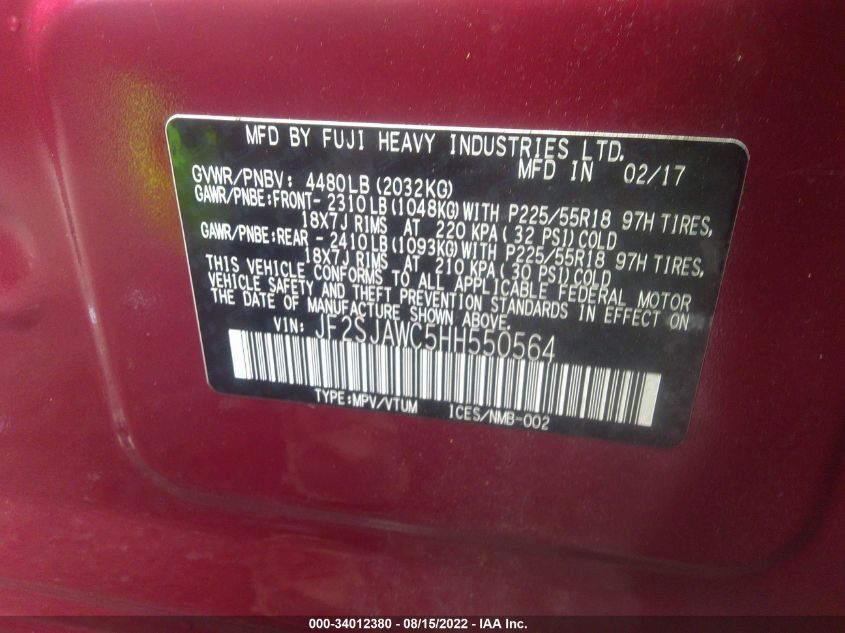 MFD BY FUJI HEAVY INDUSTRIES LTD.
MFD IN 02/17
GVWR/PNBV: 4480LB(2032KG)
GAWR/PNBE:FRONT- 2310LB(1048KG)WITH P225/55R18 97H TIRES,
18X7J RIMS AT 220 KPA( 32 PSI)COLD
GAWR/PNBE:REAR - 2410LB(1093KG)WITH P225/55R18 97H TIRES,
18X7J RIMS AT 210 KPA( 30 PSI)COLD
THIS VEHICLE CONFORMS TO ALL APPLICABLE FEDERAL MOTOR
VEHICLE SAFETY AND THEFT PREVENTION STANDARDS IN EFFECT ON
THE DATE OF MANUFACTURE SHOWN ABOVE.
VIN: JF2SJAWC5HH550564
TYPE:MPV/VTUM ICES/NMB-002
000-34012380 - 08/15/2022 - IAA Inc.